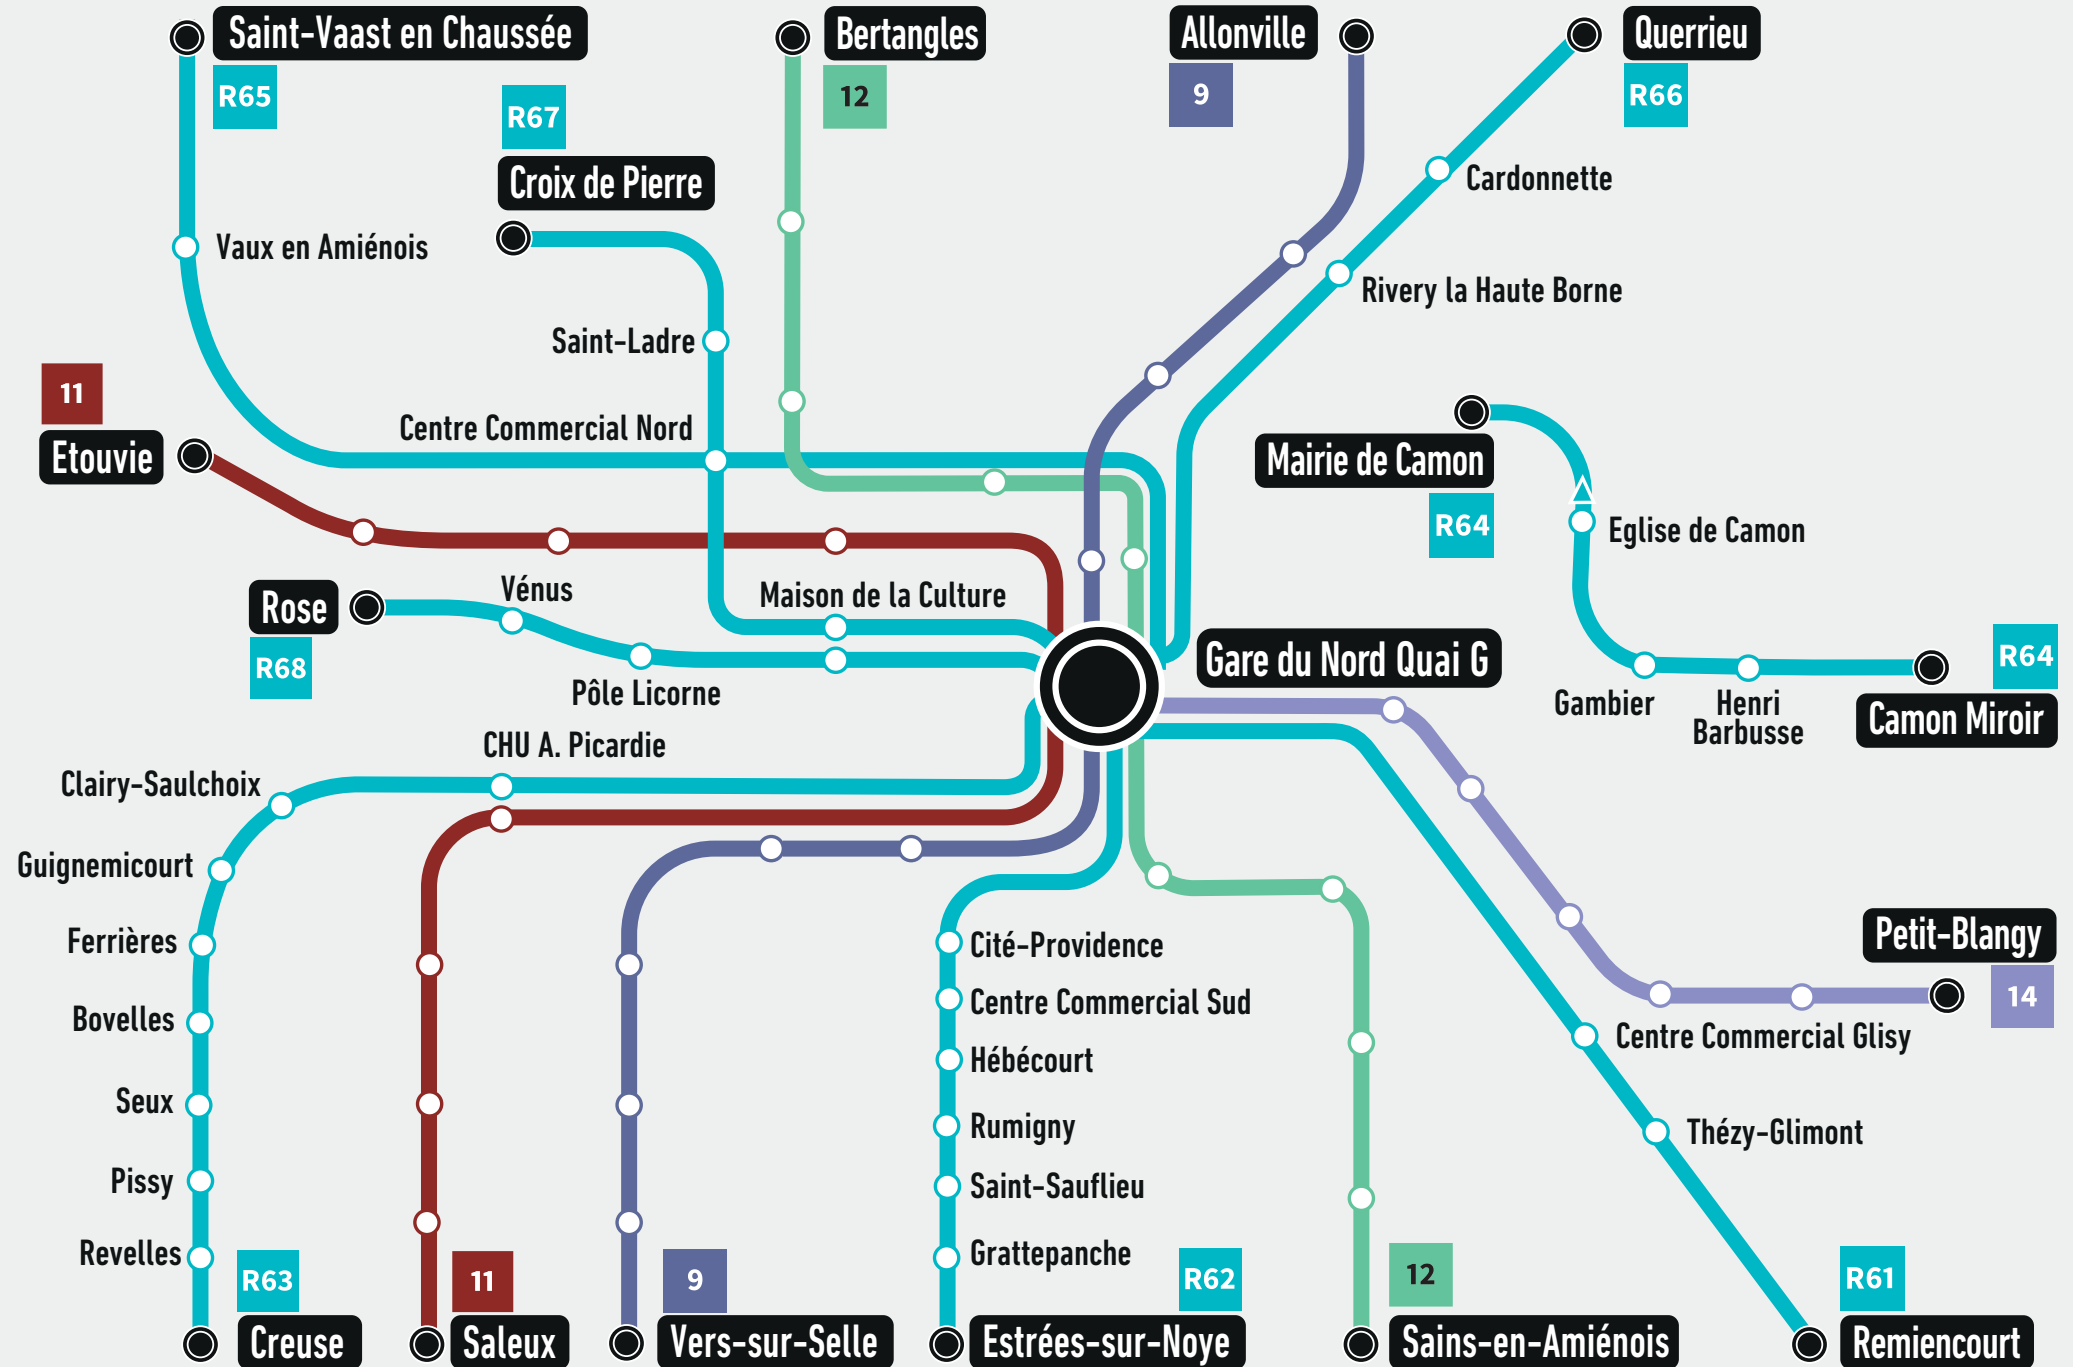 Saint-Vaast en Chaussée
R65
Bertangles
12
Allonville
9
Querrieu
R66
R67
Croix de Pierre
Cardonnette
Vaux en Amiénois
Rivery la Haute Borne
Saint-Ladre
11
Etouvie
Centre Commercial Nord
Mairie de Camon
R64
Eglise de Camon
Rose
R68
Vénus
Maison de la Culture
Pôle Licorne
Gare du Nord Quai G
Gambier
Henri
Barbusse
R64
Camon Miroir
CHU A. Picardie
Clairy-Saulchoix
Guignemicourt
Ferrières
Bovelles
Seux
Pissy
Revelles
R63
Creuse
11
Saleux
9
Vers-sur-Selle
Cité-Providence
Centre Commercial Sud
Hébécourt
Rumigny
Saint-Sauflieu
Grattepanche
R62
Estrées-sur-Noye
12
Sains-en-Amiénois
Petit-Blangy
14
Centre Commercial Glisy
Thézy-Glimont
R61
Remiencourt